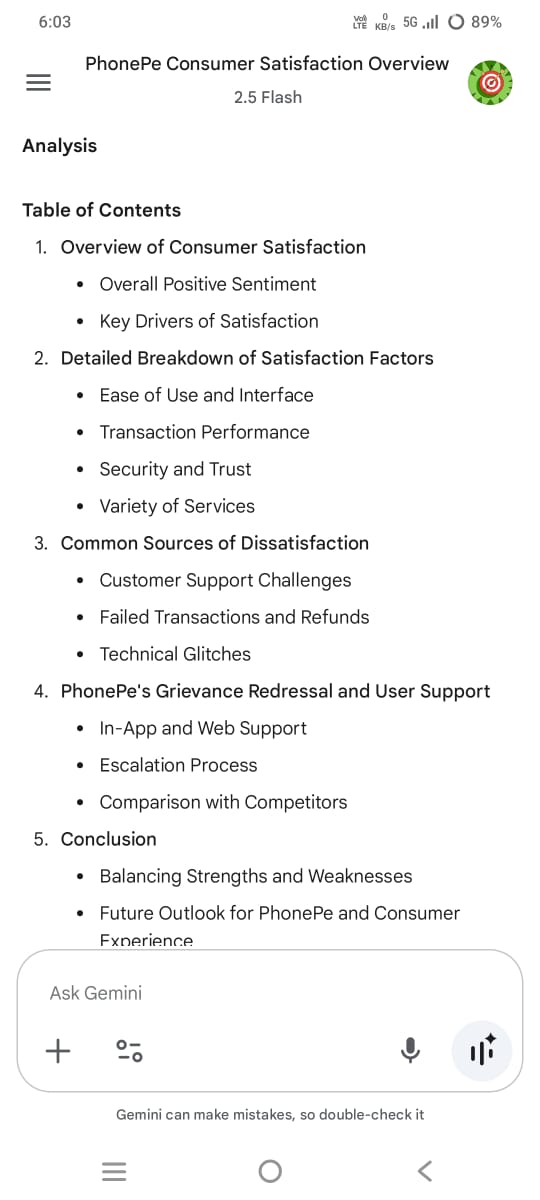 6:03
Vo)) LTE 0 KB/s 5G 89%
PhonePe Consumer Satisfaction Overview
2.5 Flash
Analysis
Table of Contents
1. Overview of Consumer Satisfaction
• Overall Positive Sentiment
• Key Drivers of Satisfaction
2. Detailed Breakdown of Satisfaction Factors
• Ease of Use and Interface
• Transaction Performance
• Security and Trust
• Variety of Services
3. Common Sources of Dissatisfaction
• Customer Support Challenges
• Failed Transactions and Refunds
• Technical Glitches
4. PhonePe's Grievance Redressal and User Support
• In-App and Web Support
• Escalation Process
• Comparison with Competitors
5. Conclusion
• Balancing Strengths and Weaknesses
• Future Outlook for PhonePe and Consumer
Experience
Ask Gemini
Gemini can make mistakes, so double-check it